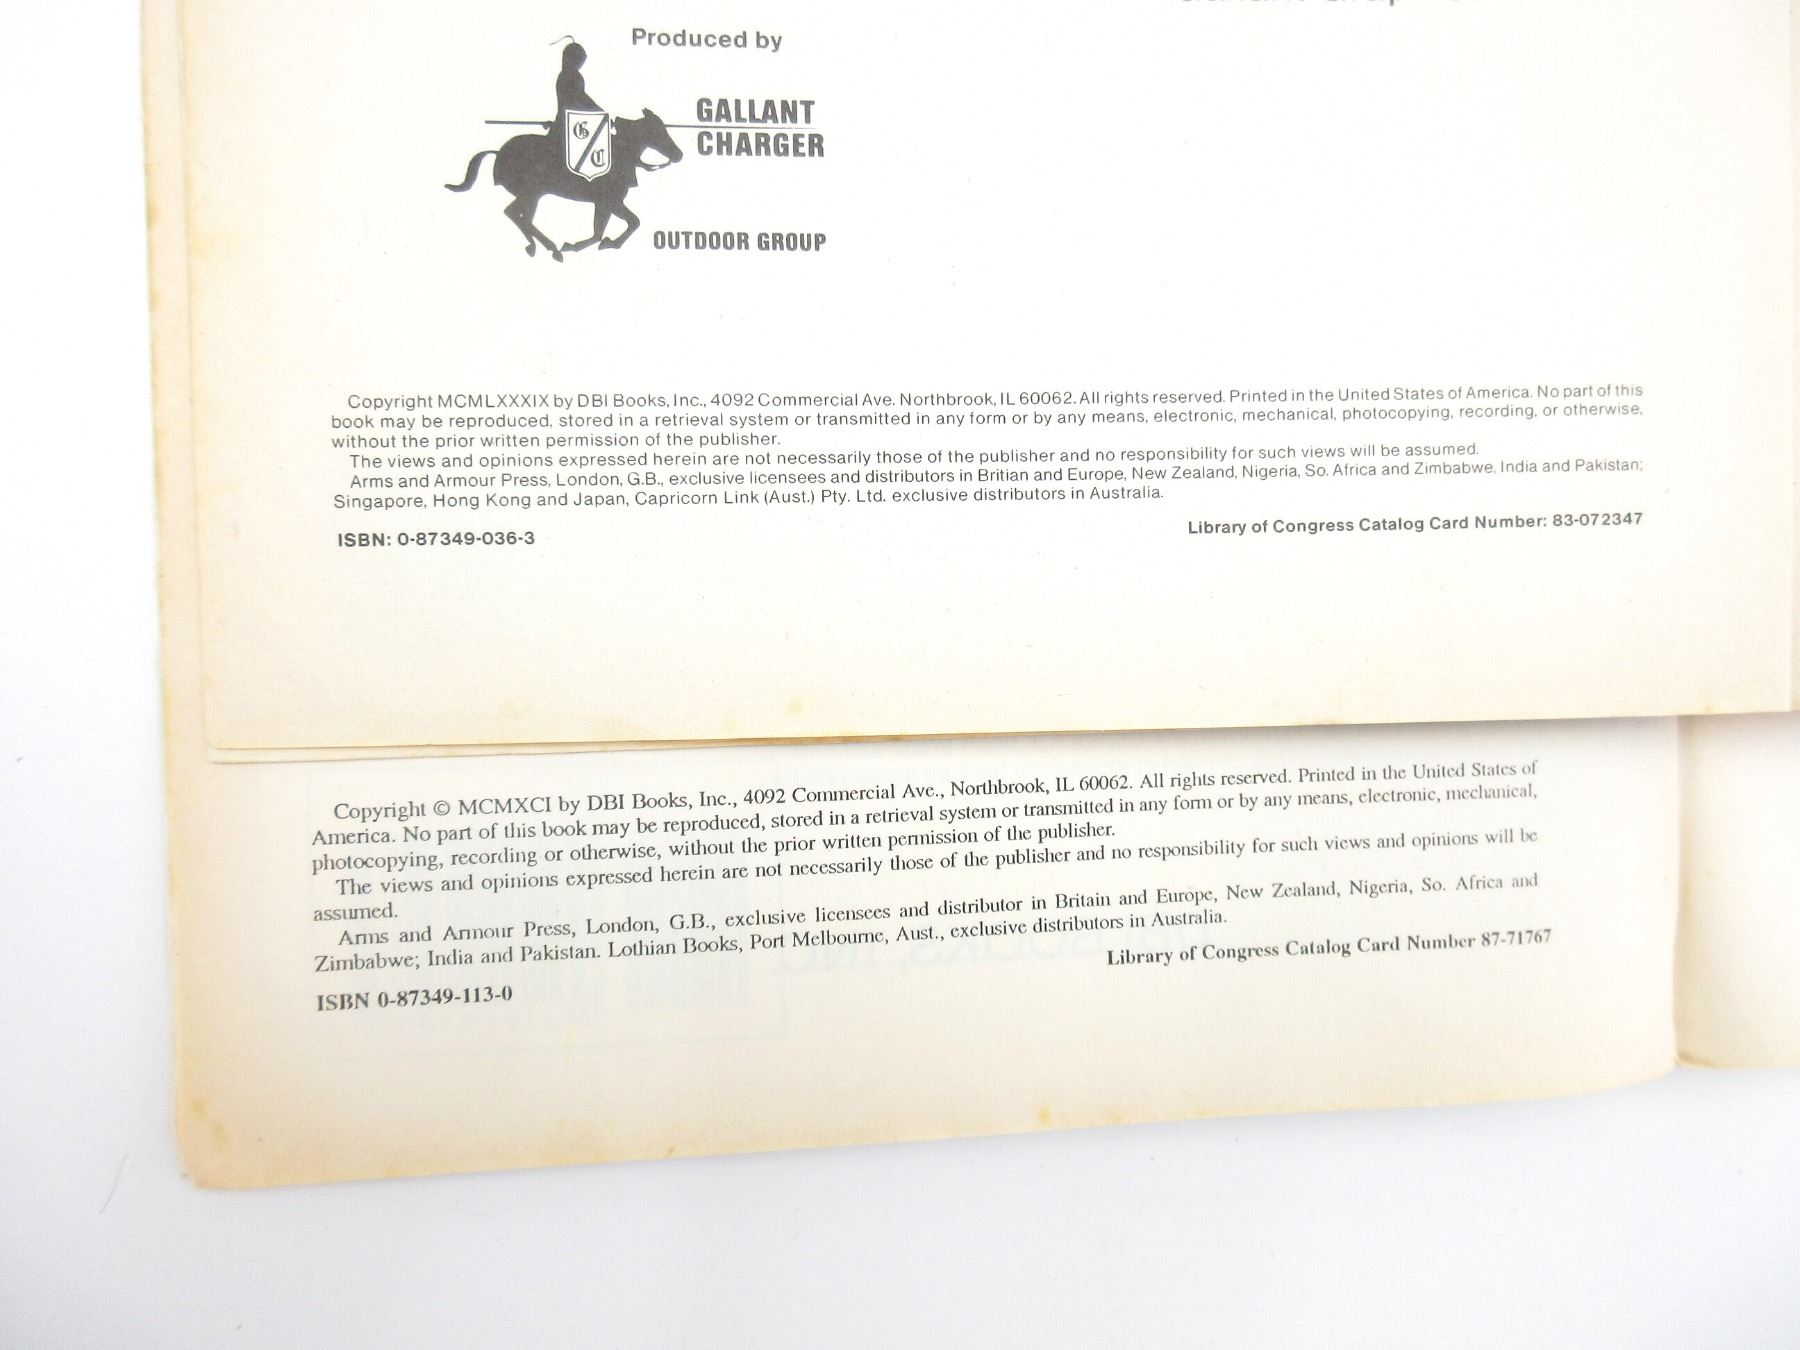 Produced by
GALLANT
CHARGER
G
C
OUTDOOR GROUP
Copyright MCMLXXXIX by DBI Books, Inc., 4092 Commercial Ave. Northbrook, IL 60062. All rights reserved. Printed in the United States of America. No part of this
book may be reproduced, stored in a retrieval system or transmitted in any form or by any means, electronic, mechanical, photocopying, recording, or otherwise,
without the prior written permission of the publisher.
The views and opinions expressed herein are not necessarily those of the publisher and no responsibility for such views will be assumed.
Arms and Armour Press, London, G.B., exclusive licensees and distributors in Britian and Europe, New Zealand, Nigeria, So. Africa and Zimbabwe, India and Pakistan;
Singapore, Hong Kong and Japan, Capricorn Link (Aust.) Pty. Ltd. exclusive distributors in Australia.
ISBN: 0-87349-036-3
Library of Congress Catalog Card Number: 83-072347
Copyright © MCMXCI by DBI Books, Inc., 4092 Commercial Ave., Northbrook, IL 60062. All rights reserved. Printed in the United States of
America. No part of this book may be reproduced, stored in a retrieval system or transmitted in any form or by any means, electronic, mechanical,
photocopying, recording or otherwise, without the prior written permission of the publisher.
The views and opinions expressed herein are not necessarily those of the publisher and no responsibility for such views and opinions will be
assumed.
Arms and Armour Press, London, G.B., exclusive licensees and distributor in Britain and Europe, New Zealand, Nigeria, So. Africa and
Zimbabwe; India and Pakistan. Lothian Books, Port Melbourne, Aust., exclusive distributors in Australia.
Library of Congress Catalog Card Number 87-71767
ISBN 0-87349-113-0